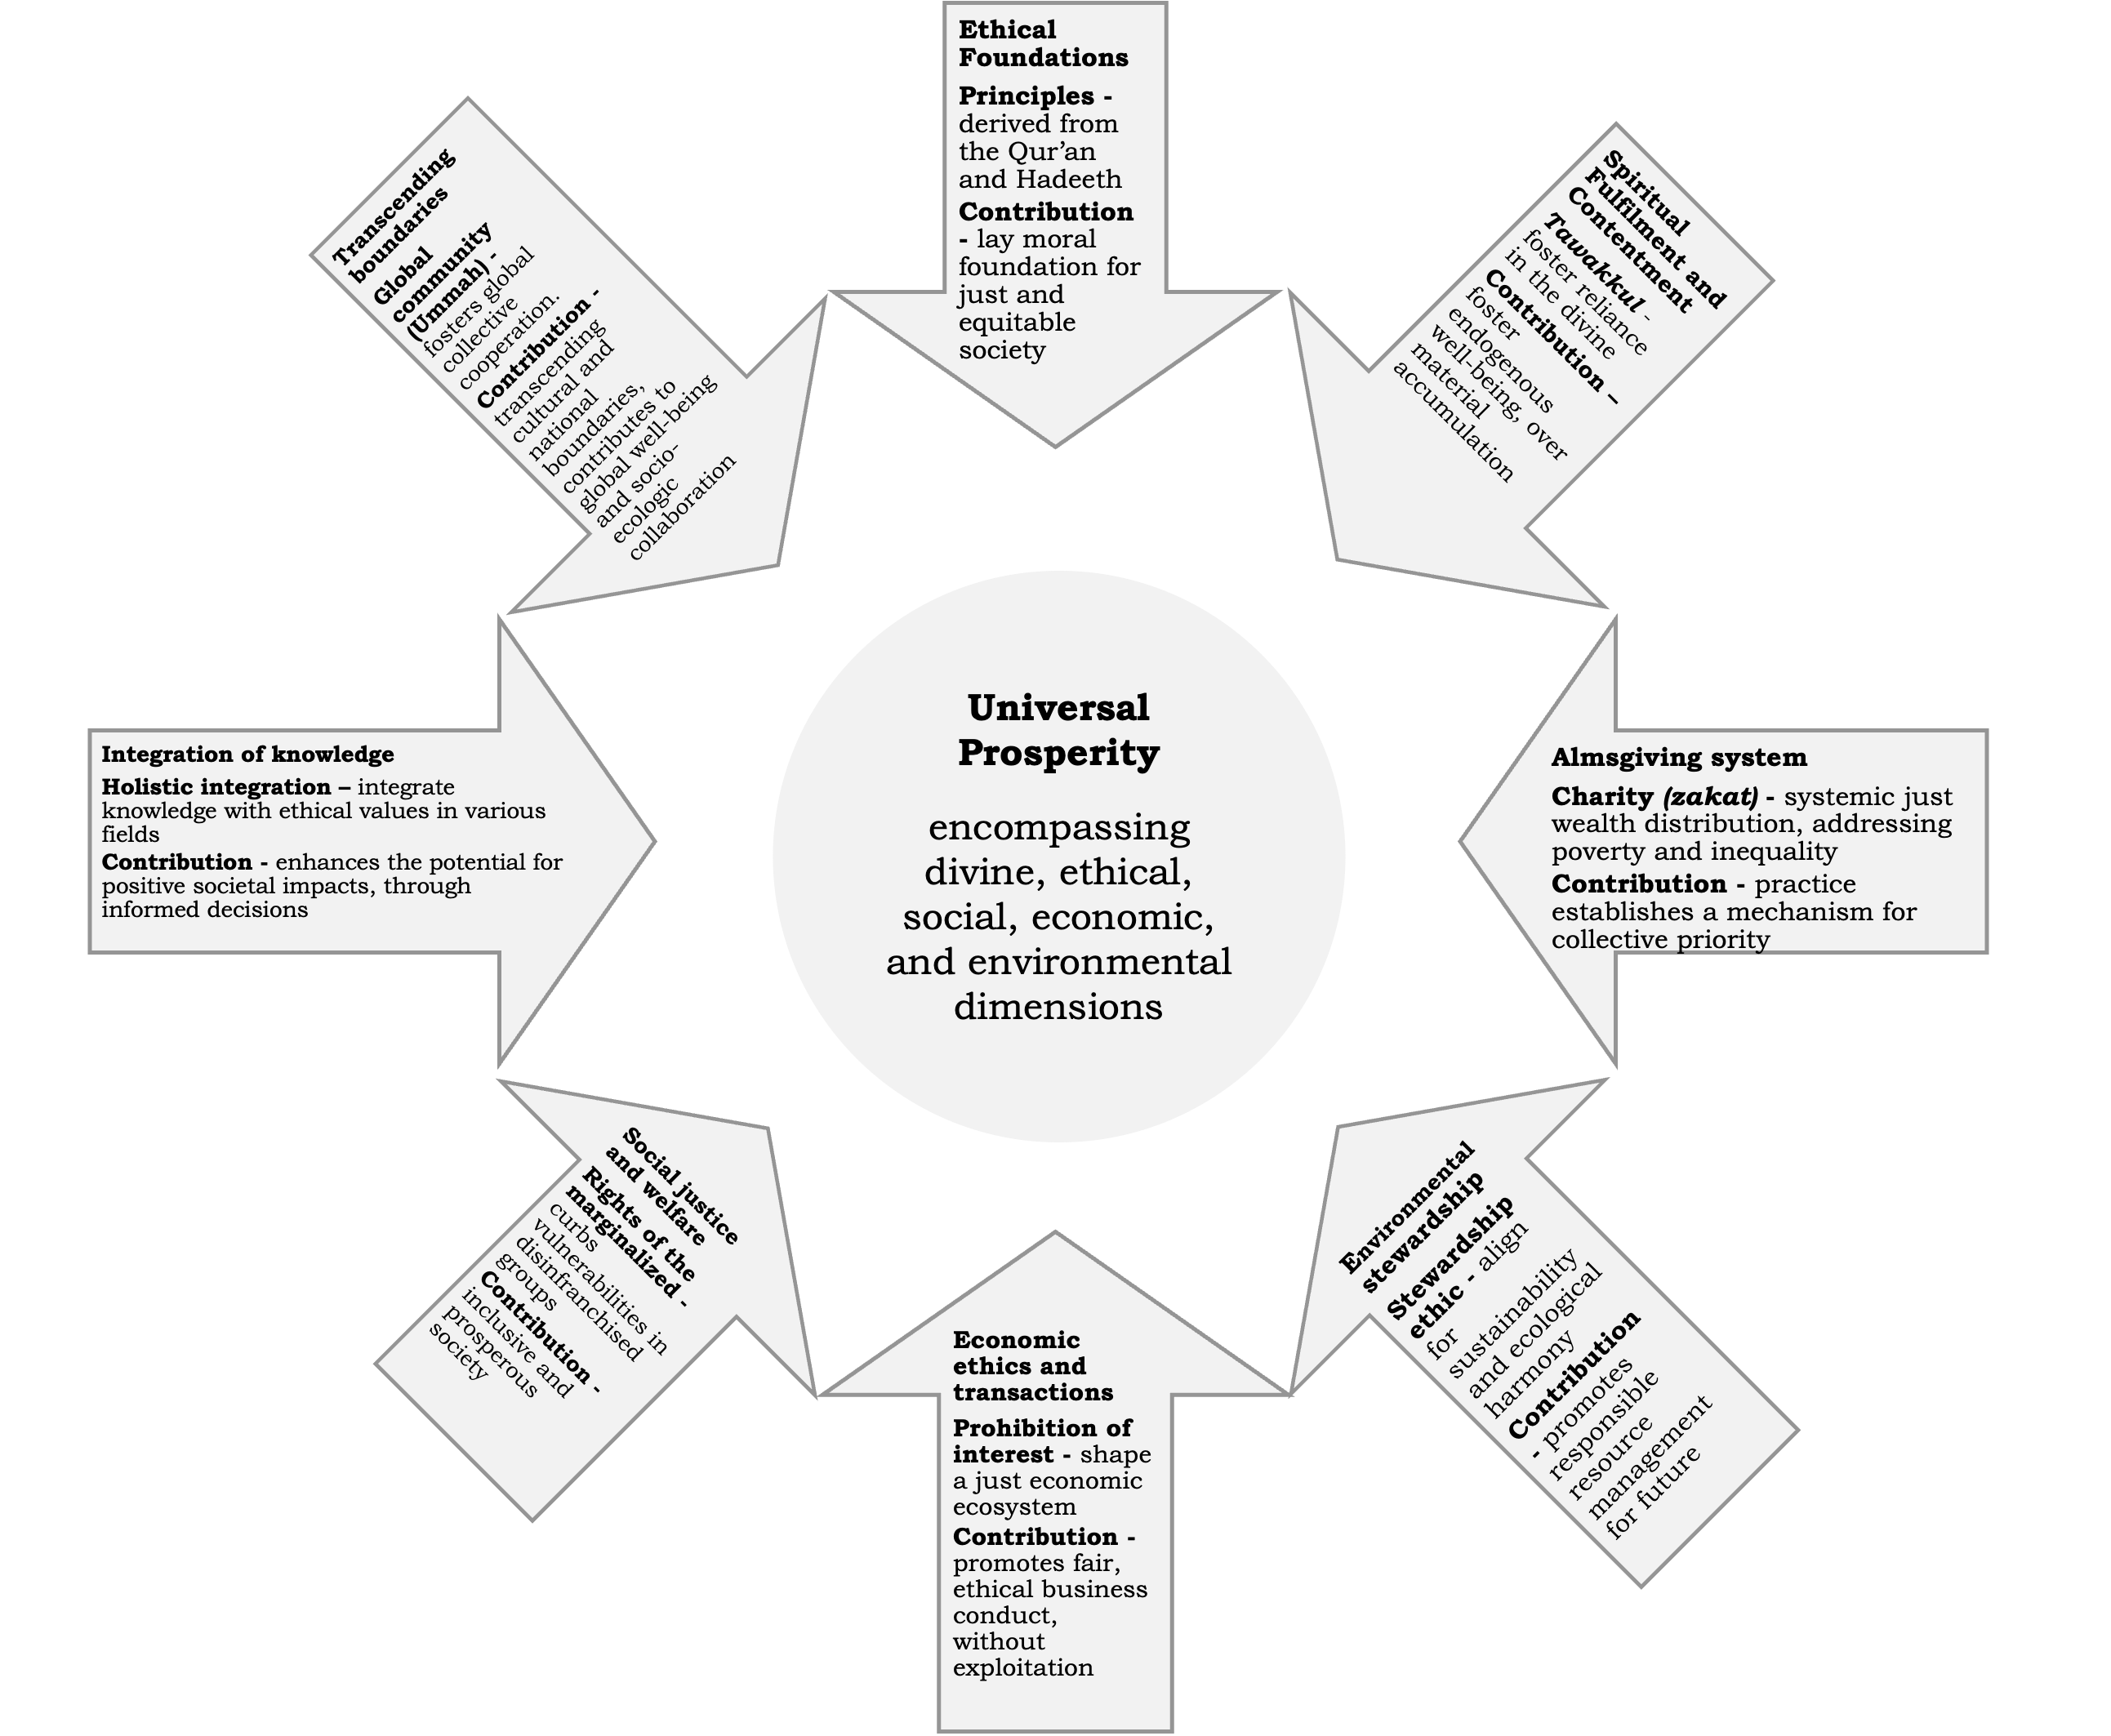 Ethical
Foundations
Principles -
derived from
the Qur’an
and Hadeeth
Contribution
- lay moral
foundation for
just and
equitable
society
Spiritual
Fulfilment and
Contentment
Tawakkul -
foster reliance
in the divine
Contribution –
foster
endogenous
well-being, over
material
accumulation
Almsgiving system
Charity (zakat) - systemic just
wealth distribution, addressing
poverty and inequality
Contribution - practice
establishes a mechanism for
collective priority
Environmental
stewardship
Stewardship
ethic - align
for
sustainability
and ecological
harmony
Contribution
- promotes
responsible
resource
management
for future
Economic
ethics and
transactions
Prohibition of
interest - shape
a just economic
ecosystem
Contribution -
promotes fair,
ethical business
conduct,
without
exploitation
Social justice
and welfare
Rights of the
marginalized -
curbs
vulnerabilities in
disinfranchised
groups
Contribution -
inclusive and
prosperous
society
Integration of knowledge
Holistic integration – integrate
knowledge with ethical values in various
fields
Contribution - enhances the potential for
positive societal impacts, through
informed decisions
Transcending
boundaries
Global
community
(Ummah) -
fosters global
collective
cooperation.
Contribution -
transcending
cultural and
national
boundaries,
contributes to
global well-being
and socio-
ecologic
collaboration
Universal
Prosperity
encompassing
divine, ethical,
social, economic,
and environmental
dimensions